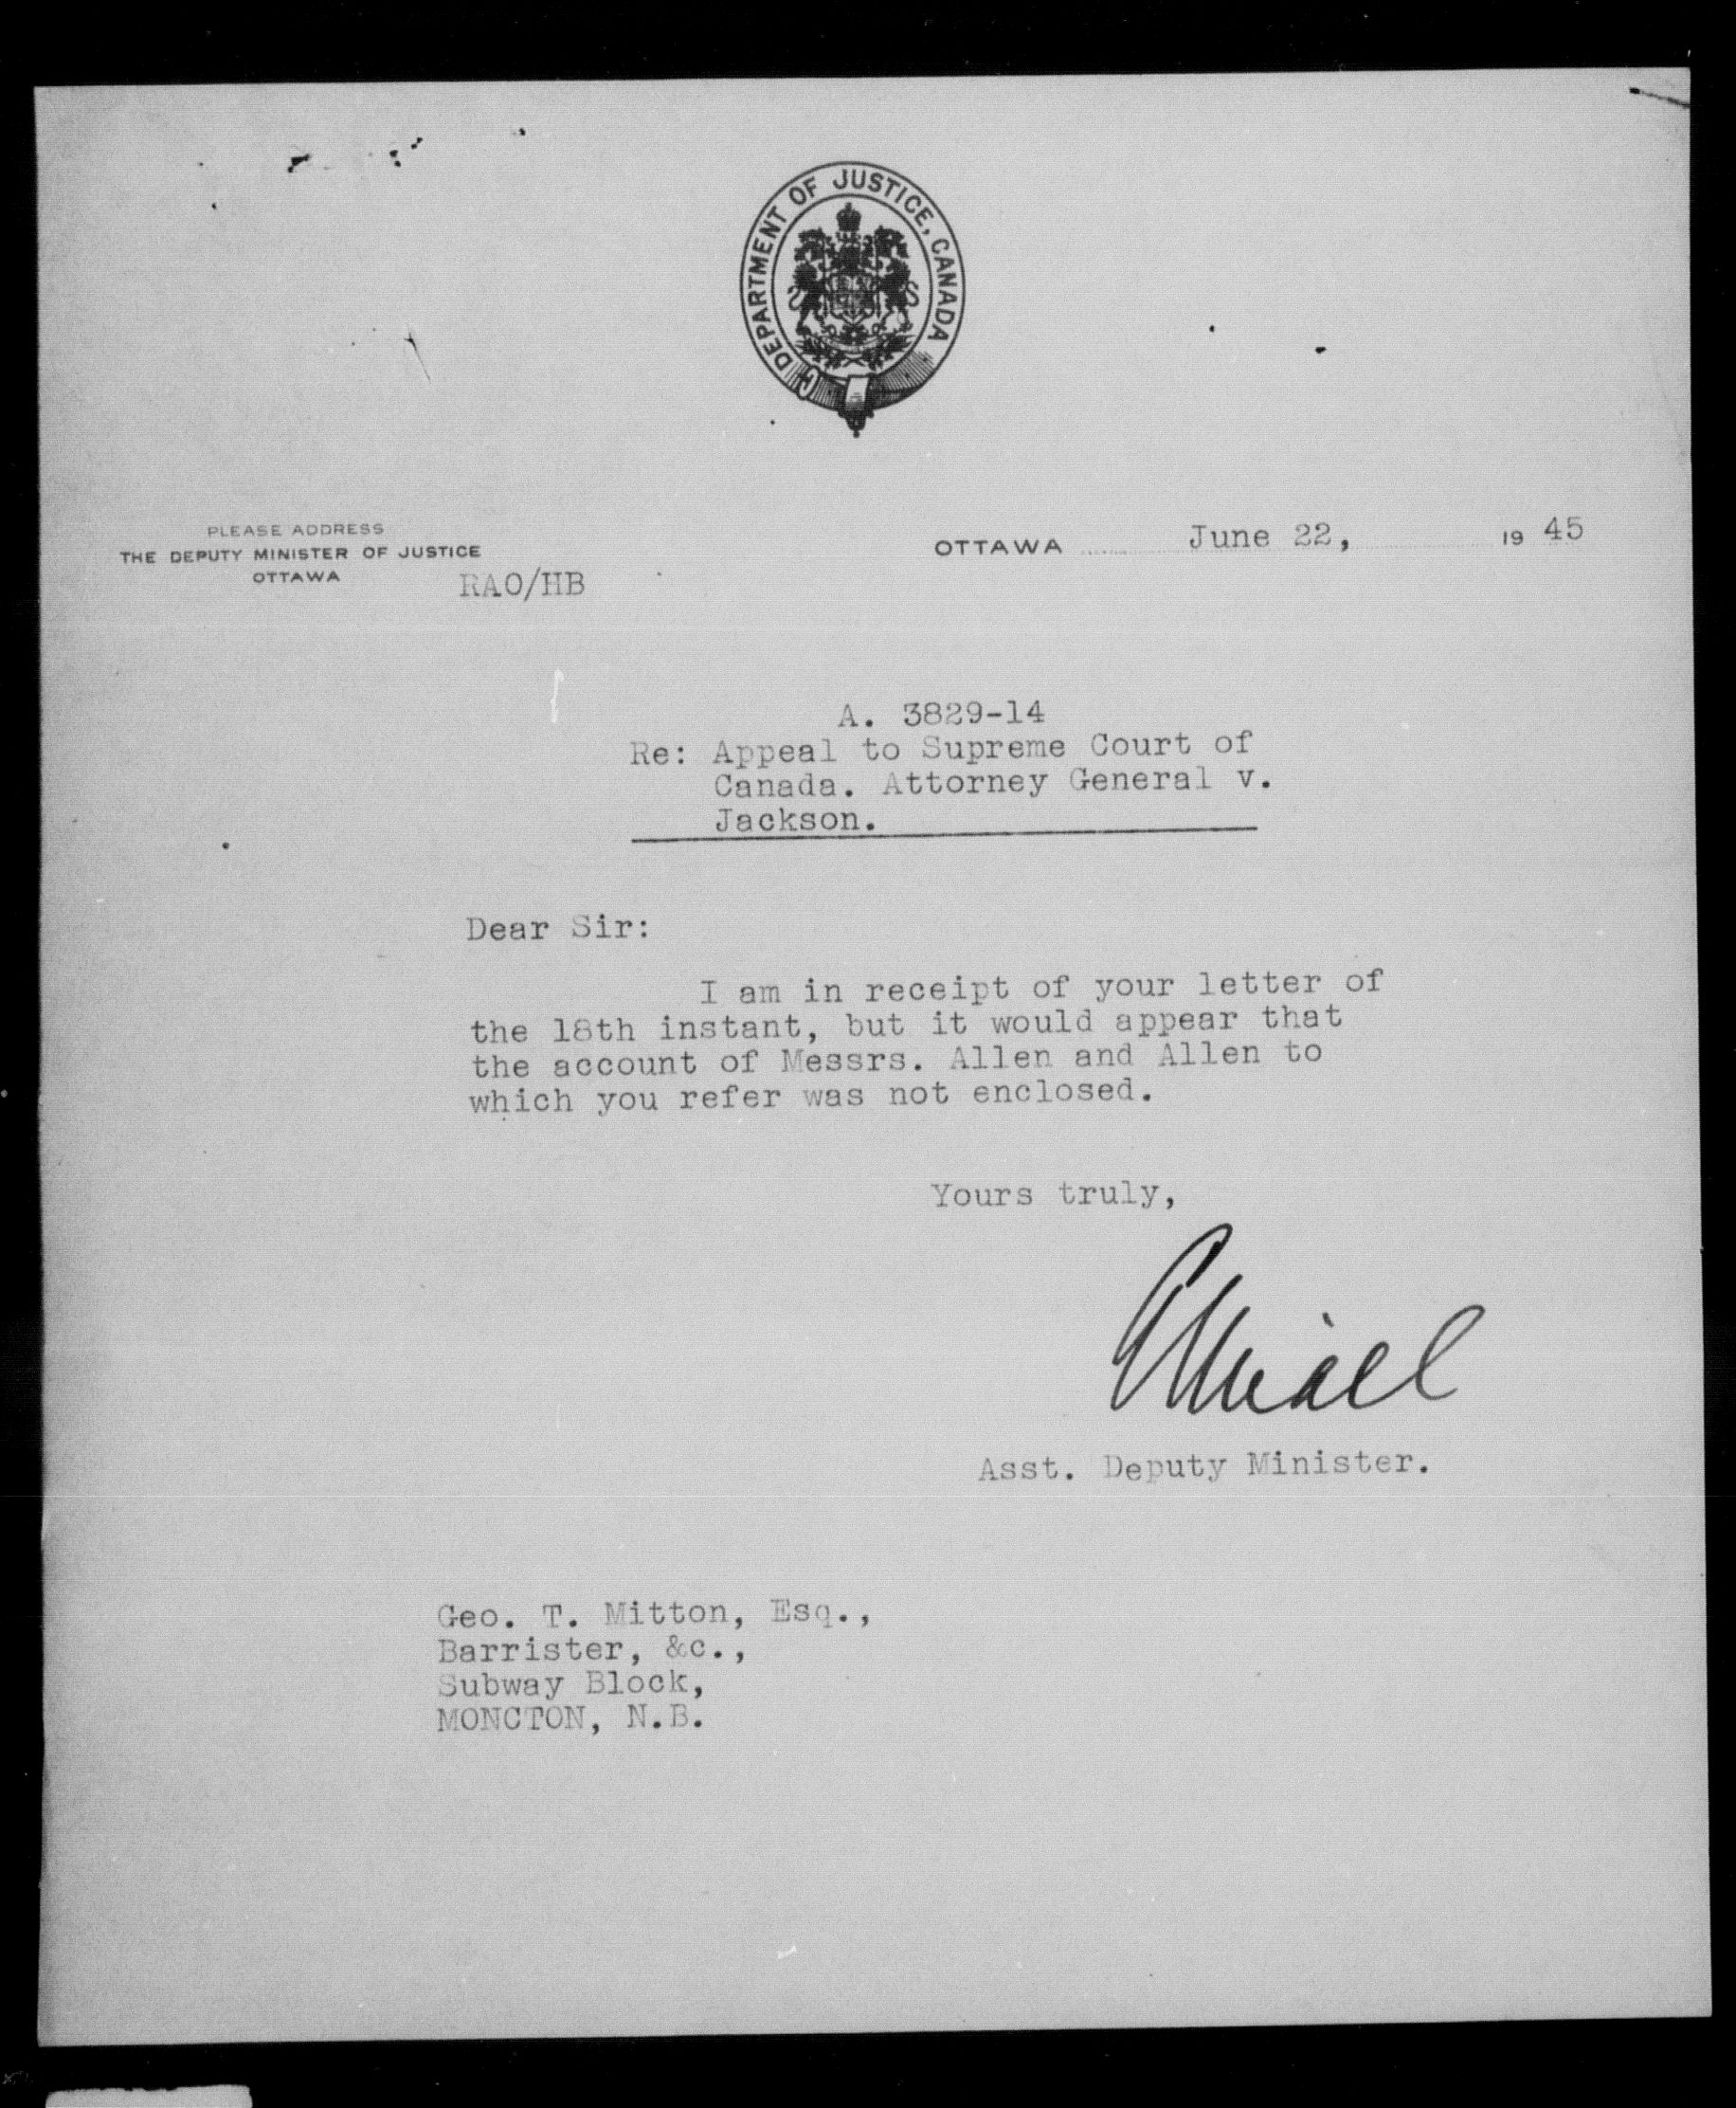 DEPARTMENT OF JUSTICE, CANADA
PLEASE ADDRESS
THE DEPUTY MINISTER OF JUSTICE
OTTAWA
RAO/HB
OTTAWA June 22, 19 45
A. 3829-14
Re: Appeal to Supreme Court of
Canada. Attorney General v.
Jackson.
Dear Sir:
I am in receipt of your letter of
the 18th instant, but it would appear that
the account of Messrs. Allen and Allen to
which you refer was not enclosed.
Yours truly,
Asst. Deputy Minister.
Geo. T. Mitton, Esq.,
Barrister, &c.,
Subway Block,
MONCTON, N.B.